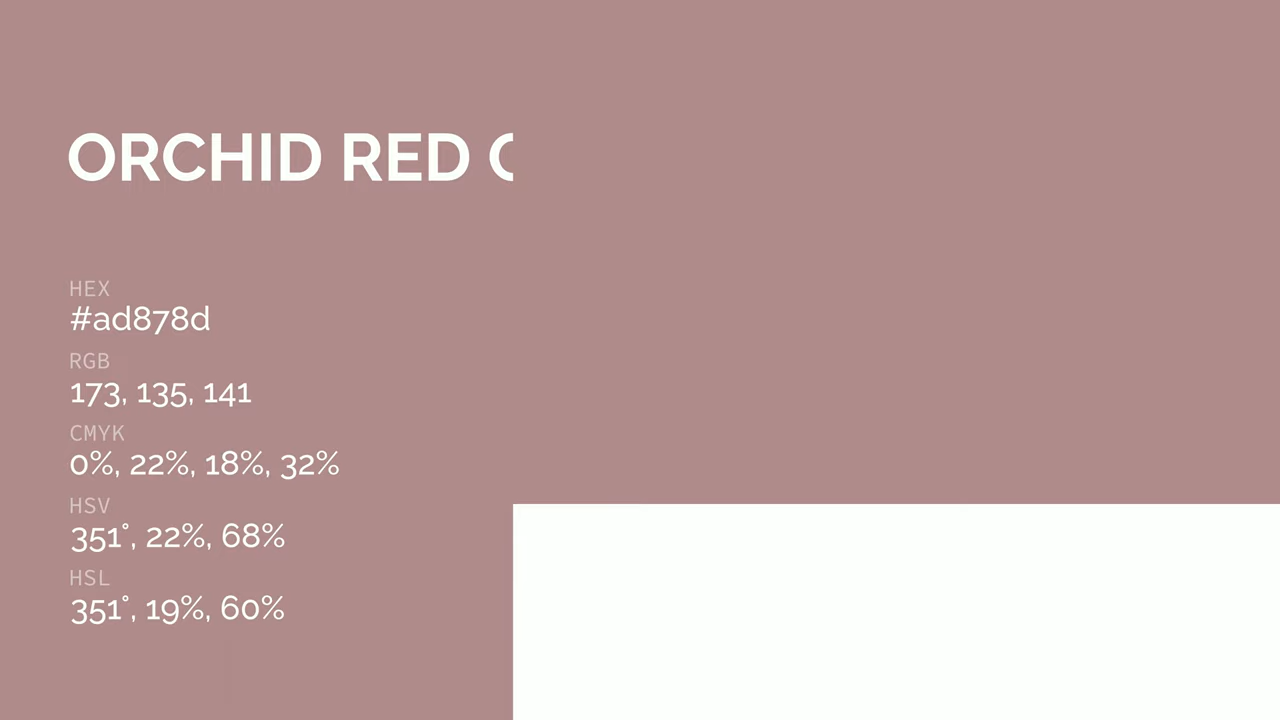 ORCHID RED
HEX
#ad878d
RGB
173, 135, 141
CMYK
0%, 22%, 18%, 32%
HSV
351°, 22%, 68%
HSL
351°, 19%, 60%